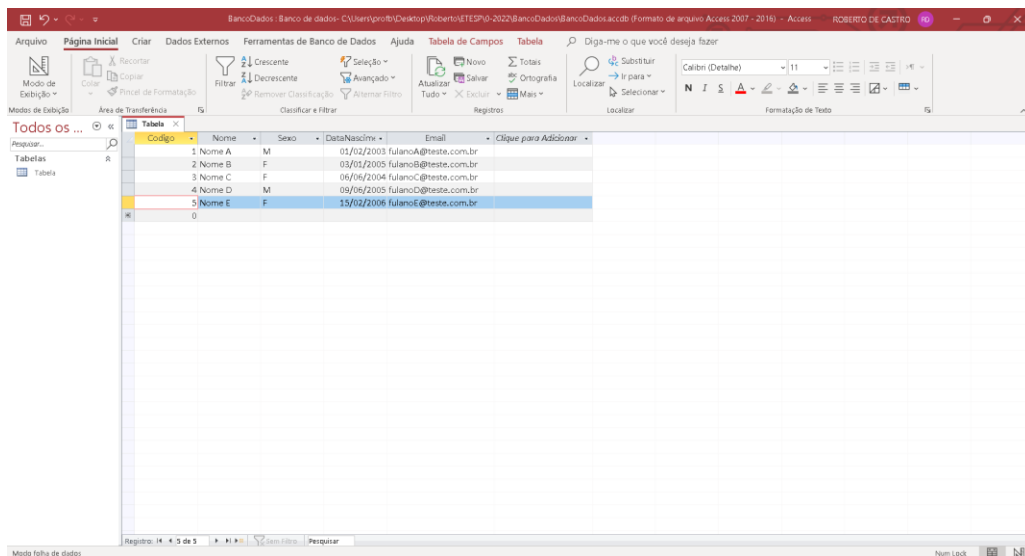 BancoDados : Banco de dados- C:\Users\profb\Desktop\Roberto\ETESP\0-2022\BancoDados\BancoDados.accdb (Formato de arquivo Access 2007 - 2016) - Access ROBERTO DE CASTRO RD
Arquivo Página Inicial Criar Dados Externos Ferramentas de Banco de Dados Ajuda Tabela de Campos Tabela Diga-me o que você deseja fazer
Modo de Exibição
Modos de Exibição
Colar
Recortar
Copiar
Pincel de Formatação
Área de Transferência
Filtrar
Crescente
Decrescente
Remover Classificação
Seleção
Avançado
Alternar Filtro
Classificar e Filtrar
Atualizar Tudo
Novo
Salvar
Excluir
Totais
Ortografia
Mais
Registros
Localizar
Substituir
Ir para
Selecionar
Localizar
Calibri (Detalhe) 11
N I S A
Formatação de Texto
Todos os ...
Pesquisar...
Tabelas
Tabela
Tabela
Codigo Nome Sexo DataNascime Email Clique para Adicionar
1 Nome A M 01/02/2003 fulanoA@teste.com.br
2 Nome B F 03/01/2005 fulanoB@teste.com.br
3 Nome C F 06/06/2004 fulanoC@teste.com.br
4 Nome D M 09/06/2005 fulanoD@teste.com.br
5 Nome E F 15/02/2006 fulanoE@teste.com.br
0
Registro: 5 de 5 Sem Filtro Pesquisar
Modo folha de dados Num Lock